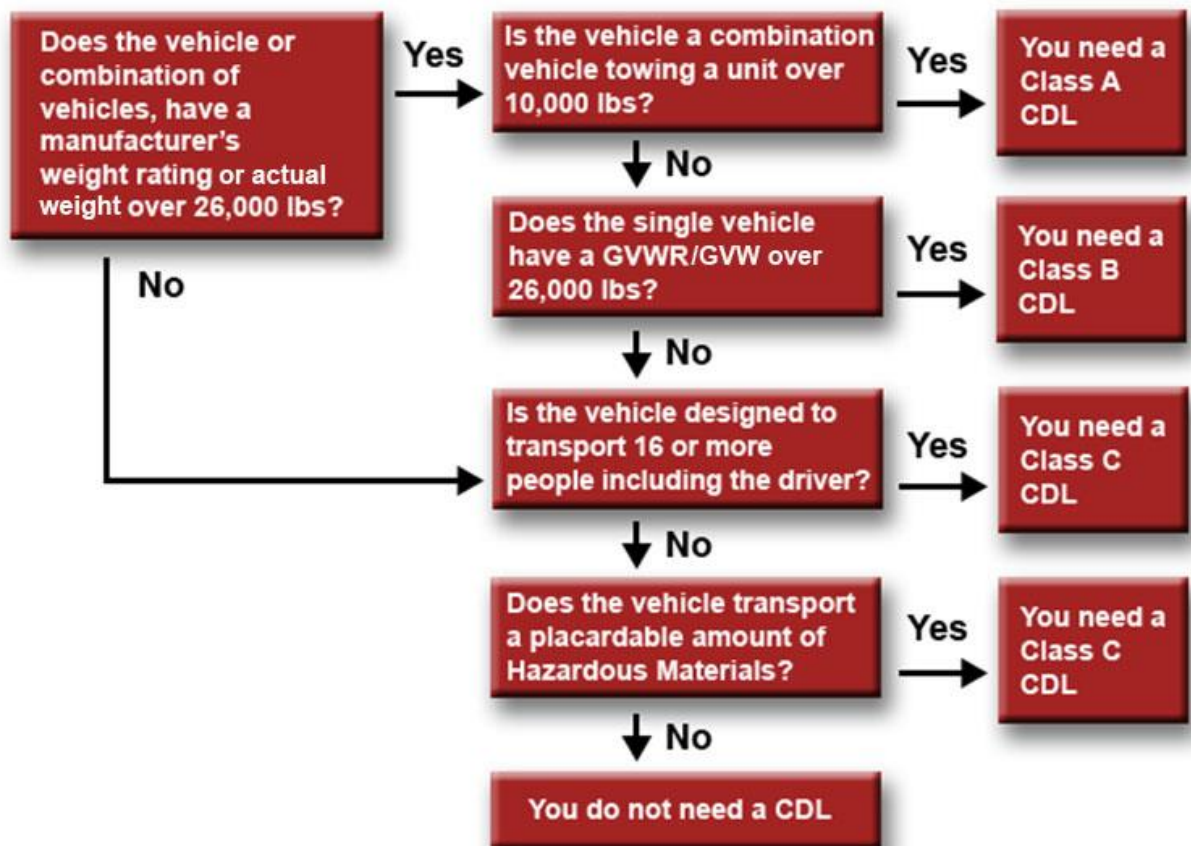 Does the vehicle or
combination of
vehicles, have a
manufacturer's
weight rating or actual
weight over 26,000 lbs?
Yes
Is the vehicle a combination
vehicle towing a unit over
10,000 lbs?
Yes
You need a
Class A
CDL
No
Does the single vehicle
have a GVWR/GVW over
26,000 lbs?
Yes
You need a
Class B
CDL
No
No
Is the vehicle designed to
transport 16 or more
people including the driver?
Yes
You need a
Class C
CDL
No
Does the vehicle transport
a placardable amount of
Hazardous Materials?
Yes
You need a
Class C
CDL
No
You do not need a CDL